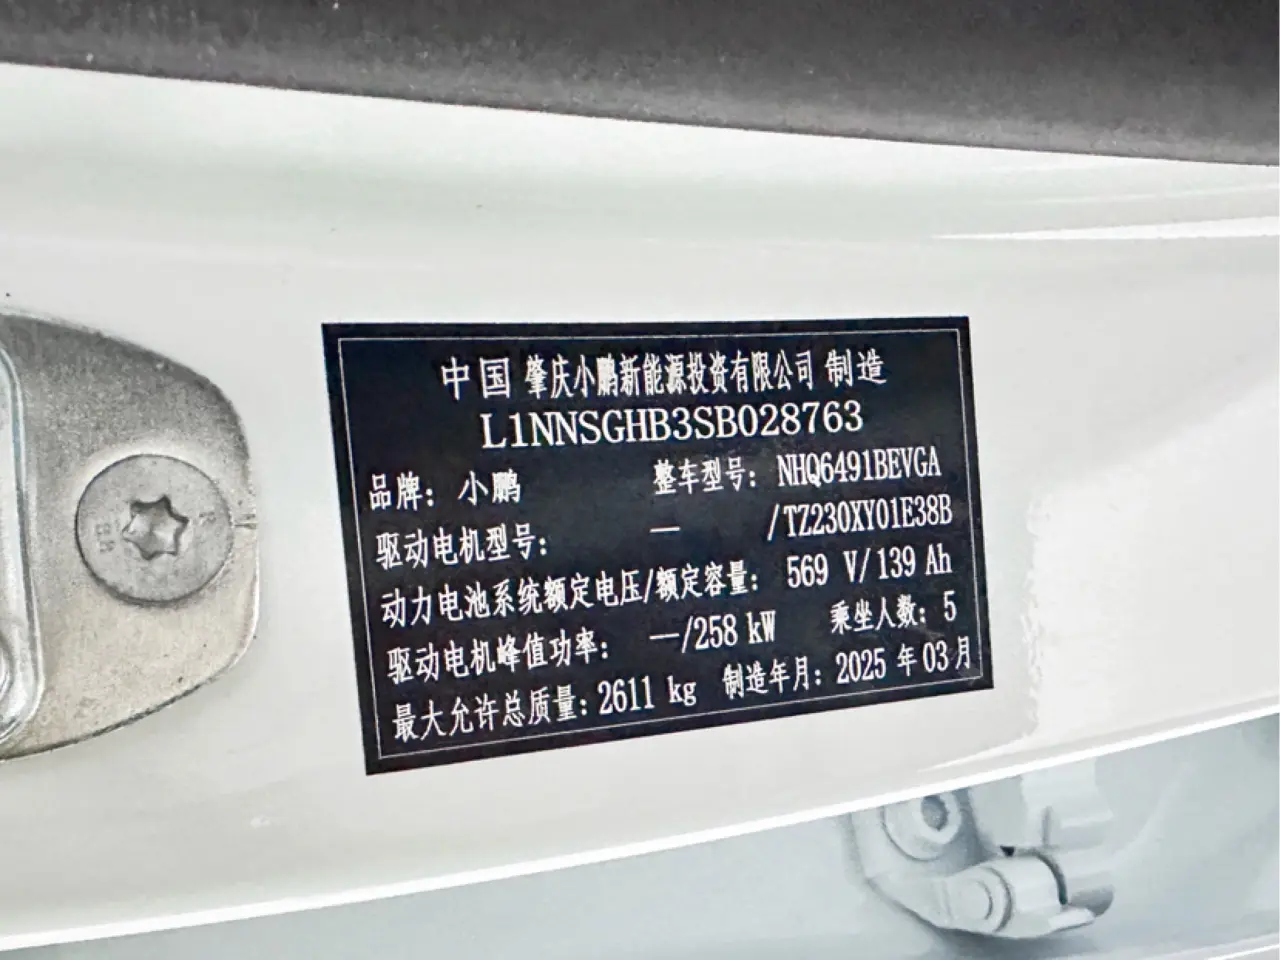 中国 肇庆小鹏新能源投资有限公司 制造
L1NNSGHB3SB028763
品牌：小鹏 整车型号：NHQ6491BEVGA
驱动电机型号： —/TZ230XY01E38B
动力电池系统额定电压/额定容量：569 V/139 Ah
驱动电机峰值功率： —/258 kW 乘坐人数：5
最大允许总质量：2611 kg 制造年月：2025 年 03 月